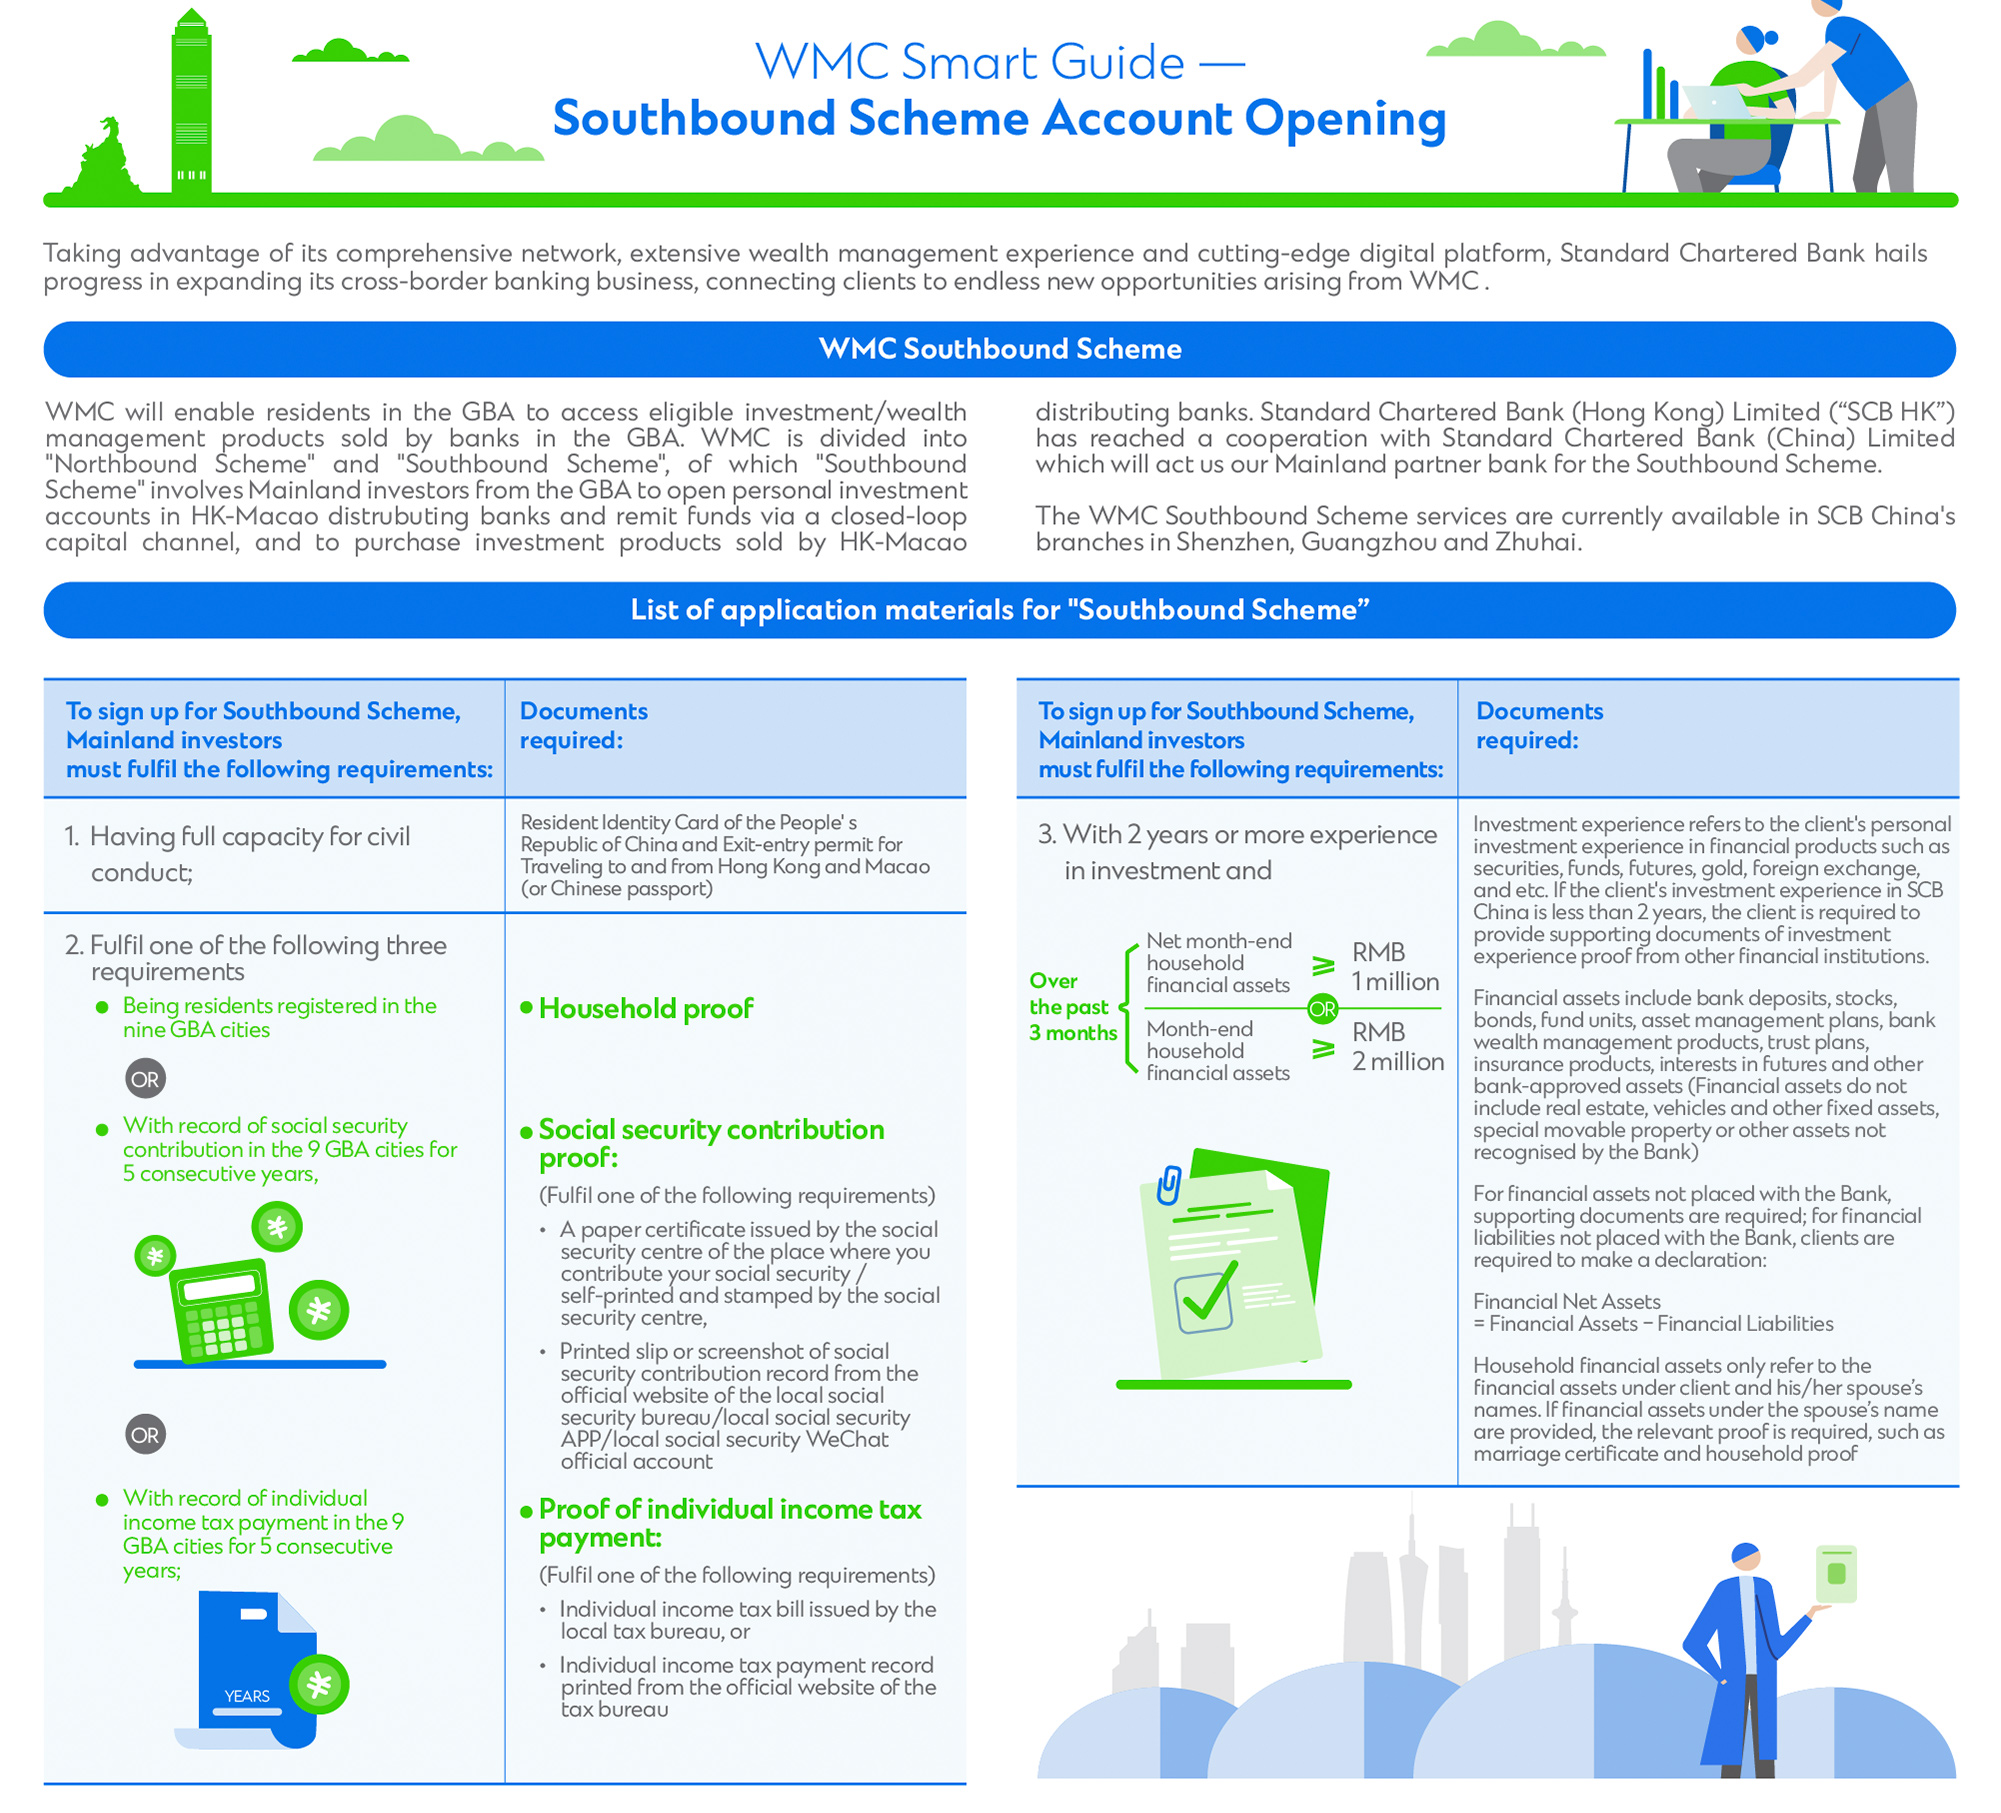 WMC Smart Guide —
Southbound Scheme Account Opening
Taking advantage of its comprehensive network, extensive wealth management experience and cutting-edge digital platform, Standard Chartered Bank hails
progress in expanding its cross-border banking business, connecting clients to endless new opportunities arising from WMC .
WMC Southbound Scheme
WMC will enable residents in the GBA to access eligible investment/wealth
management products sold by banks in the GBA. WMC is divided into
"Northbound Scheme" and "Southbound Scheme", of which "Southbound
Scheme" involves Mainland investors from the GBA to open personal investment
accounts in HK-Macao distrubuting banks and remit funds via a closed-loop
capital channel, and to purchase investment products sold by HK-Macao
distributing banks. Standard Chartered Bank (Hong Kong) Limited (“SCB HK”)
has reached a cooperation with Standard Chartered Bank (China) Limited
which will act us our Mainland partner bank for the Southbound Scheme.
The WMC Southbound Scheme services are currently available in SCB China's
branches in Shenzhen, Guangzhou and Zhuhai.
List of application materials for "Southbound Scheme”
To sign up for Southbound Scheme,
Mainland investors
must fulfil the following requirements:
Documents
required:
1. Having full capacity for civil
conduct;
Resident Identity Card of the People' s
Republic of China and Exit-entry permit for
Traveling to and from Hong Kong and Macao
(or Chinese passport)
2. Fulfil one of the following three
requirements
• Being residents registered in the
nine GBA cities
• Household proof
OR
• With record of social security
contribution in the 9 GBA cities for
5 consecutive years,
• Social security contribution
proof:
(Fulfil one of the following requirements)
• A paper certificate issued by the social
security centre of the place where you
contribute your social security /
self-printed and stamped by the social
security centre,
• Printed slip or screenshot of social
security contribution record from the
official website of the local social
security bureau/local social security
APP/local social security WeChat
official account
OR
• With record of individual
income tax payment in the 9
GBA cities for 5 consecutive
years;
YEARS
• Proof of individual income tax
payment:
(Fulfil one of the following requirements)
• Individual income tax bill issued by the
local tax bureau, or
• Individual income tax payment record
printed from the official website of the
tax bureau
To sign up for Southbound Scheme,
Mainland investors
must fulfil the following requirements:
Documents
required:
3. With 2 years or more experience
in investment and
Over
the past
3 months
Net month-end
household
financial assets
≥
RMB
1 million
OR
Month-end
household
financial assets
≥
RMB
2 million
Investment experience refers to the client's personal
investment experience in financial products such as
securities, funds, futures, gold, foreign exchange,
and etc. If the client's investment experience in SCB
China is less than 2 years, the client is required to
provide supporting documents of investment
experience proof from other financial institutions.
Financial assets include bank deposits, stocks,
bonds, fund units, asset management plans, bank
wealth management products, trust plans,
insurance products, interests in futures and other
bank-approved assets (Financial assets do not
include real estate, vehicles and other fixed assets,
special movable property or other assets not
recognised by the Bank)
For financial assets not placed with the Bank,
supporting documents are required; for financial
liabilities not placed with the Bank, clients are
required to make a declaration:
Financial Net Assets
= Financial Assets – Financial Liabilities
Household financial assets only refer to the
financial assets under client and his/her spouse’s
names. If financial assets under the spouse’s name
are provided, the relevant proof is required, such as
marriage certificate and household proof